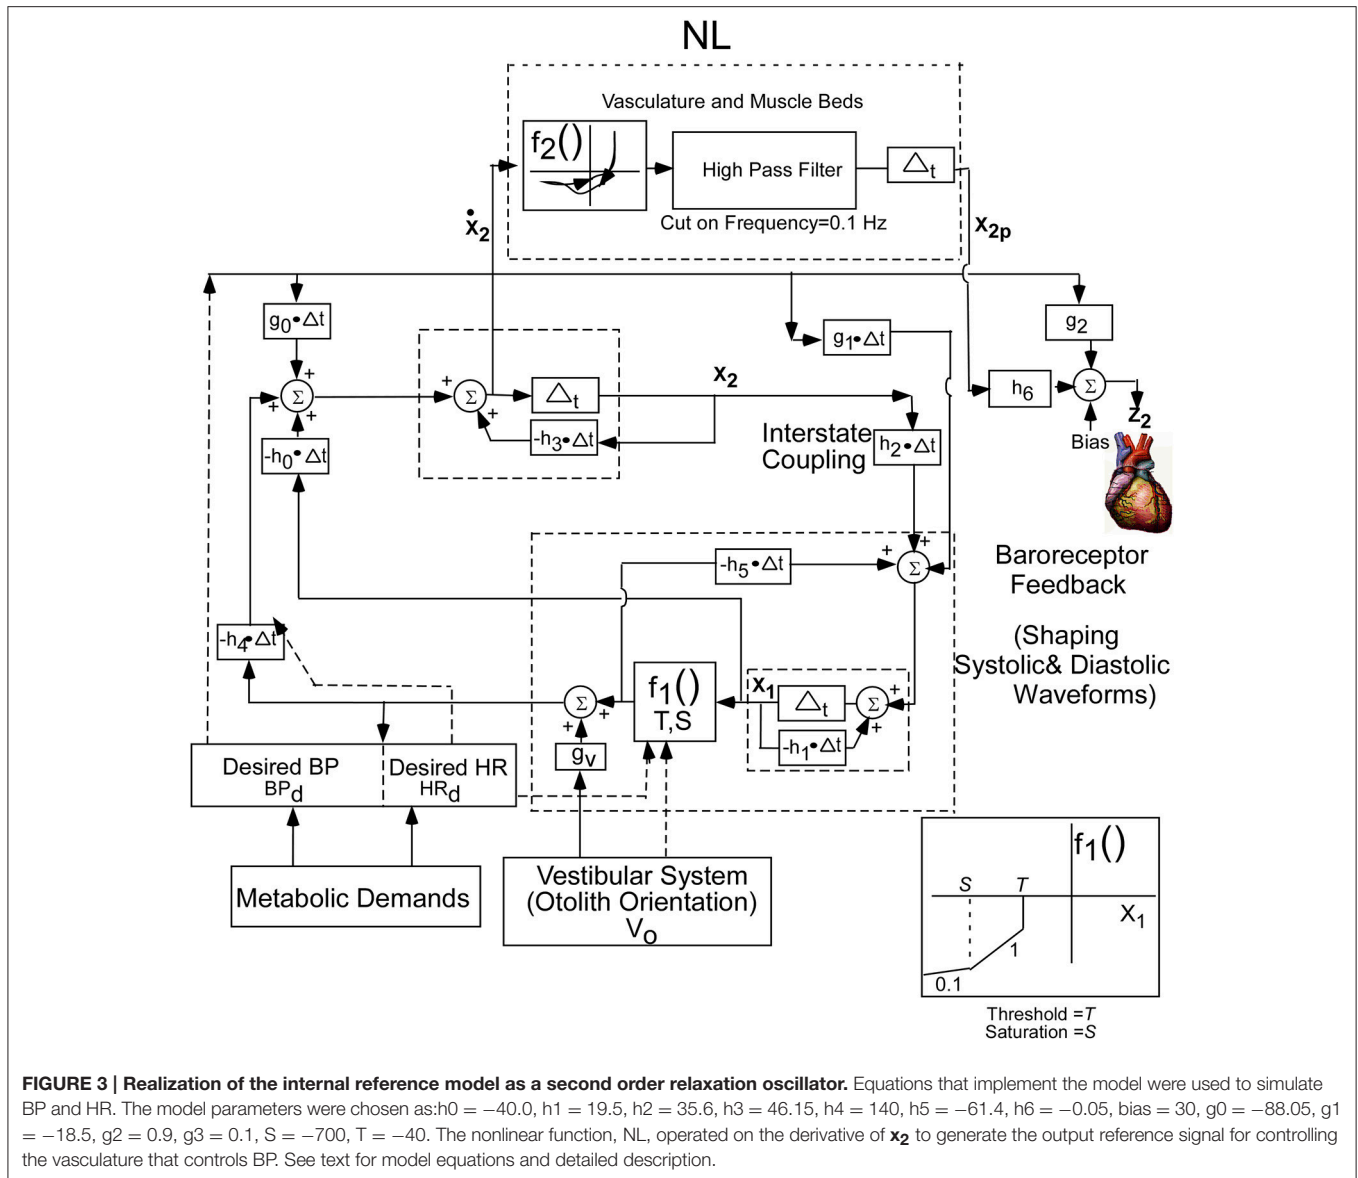 NL
Vasculature and Muscle Beds
f2()
High Pass Filter
Δt
Cut on Frequency=0.1 Hz
ẋ2
x2p
g0•Δt
g1•Δt
g2
+
+
+
Σ
+
+
Σ
Δt
x2
h6
Σ
z2
Bias
-h0•Δt
-h3•Δt
Interstate
Coupling
h2•Δt
+
+
-h5•Δt
Σ
Baroreceptor
Feedback
(Shaping
Systolic& Diastolic
Waveforms)
-h4•Δt
f1()
T,S
x1
Δt
Σ
+
+
-h1•Δt
Σ
+
+
gv
Desired BP
BPd
Desired HR
HRd
Metabolic Demands
Vestibular System
(Otolith Orientation)
Vo
f1()
S
T
X1
1
0.1
Threshold =T
Saturation =S
FIGURE 3 | Realization of the internal reference model as a second order relaxation oscillator. Equations that implement the model were used to simulate
BP and HR. The model parameters were chosen as:h0 = −40.0, h1 = 19.5, h2 = 35.6, h3 = 46.15, h4 = 140, h5 = −61.4, h6 = −0.05, bias = 30, g0 = −88.05, g1
= −18.5, g2 = 0.9, g3 = 0.1, S = −700, T = −40. The nonlinear function, NL, operated on the derivative of x2 to generate the output reference signal for controlling
the vasculature that controls BP. See text for model equations and detailed description.